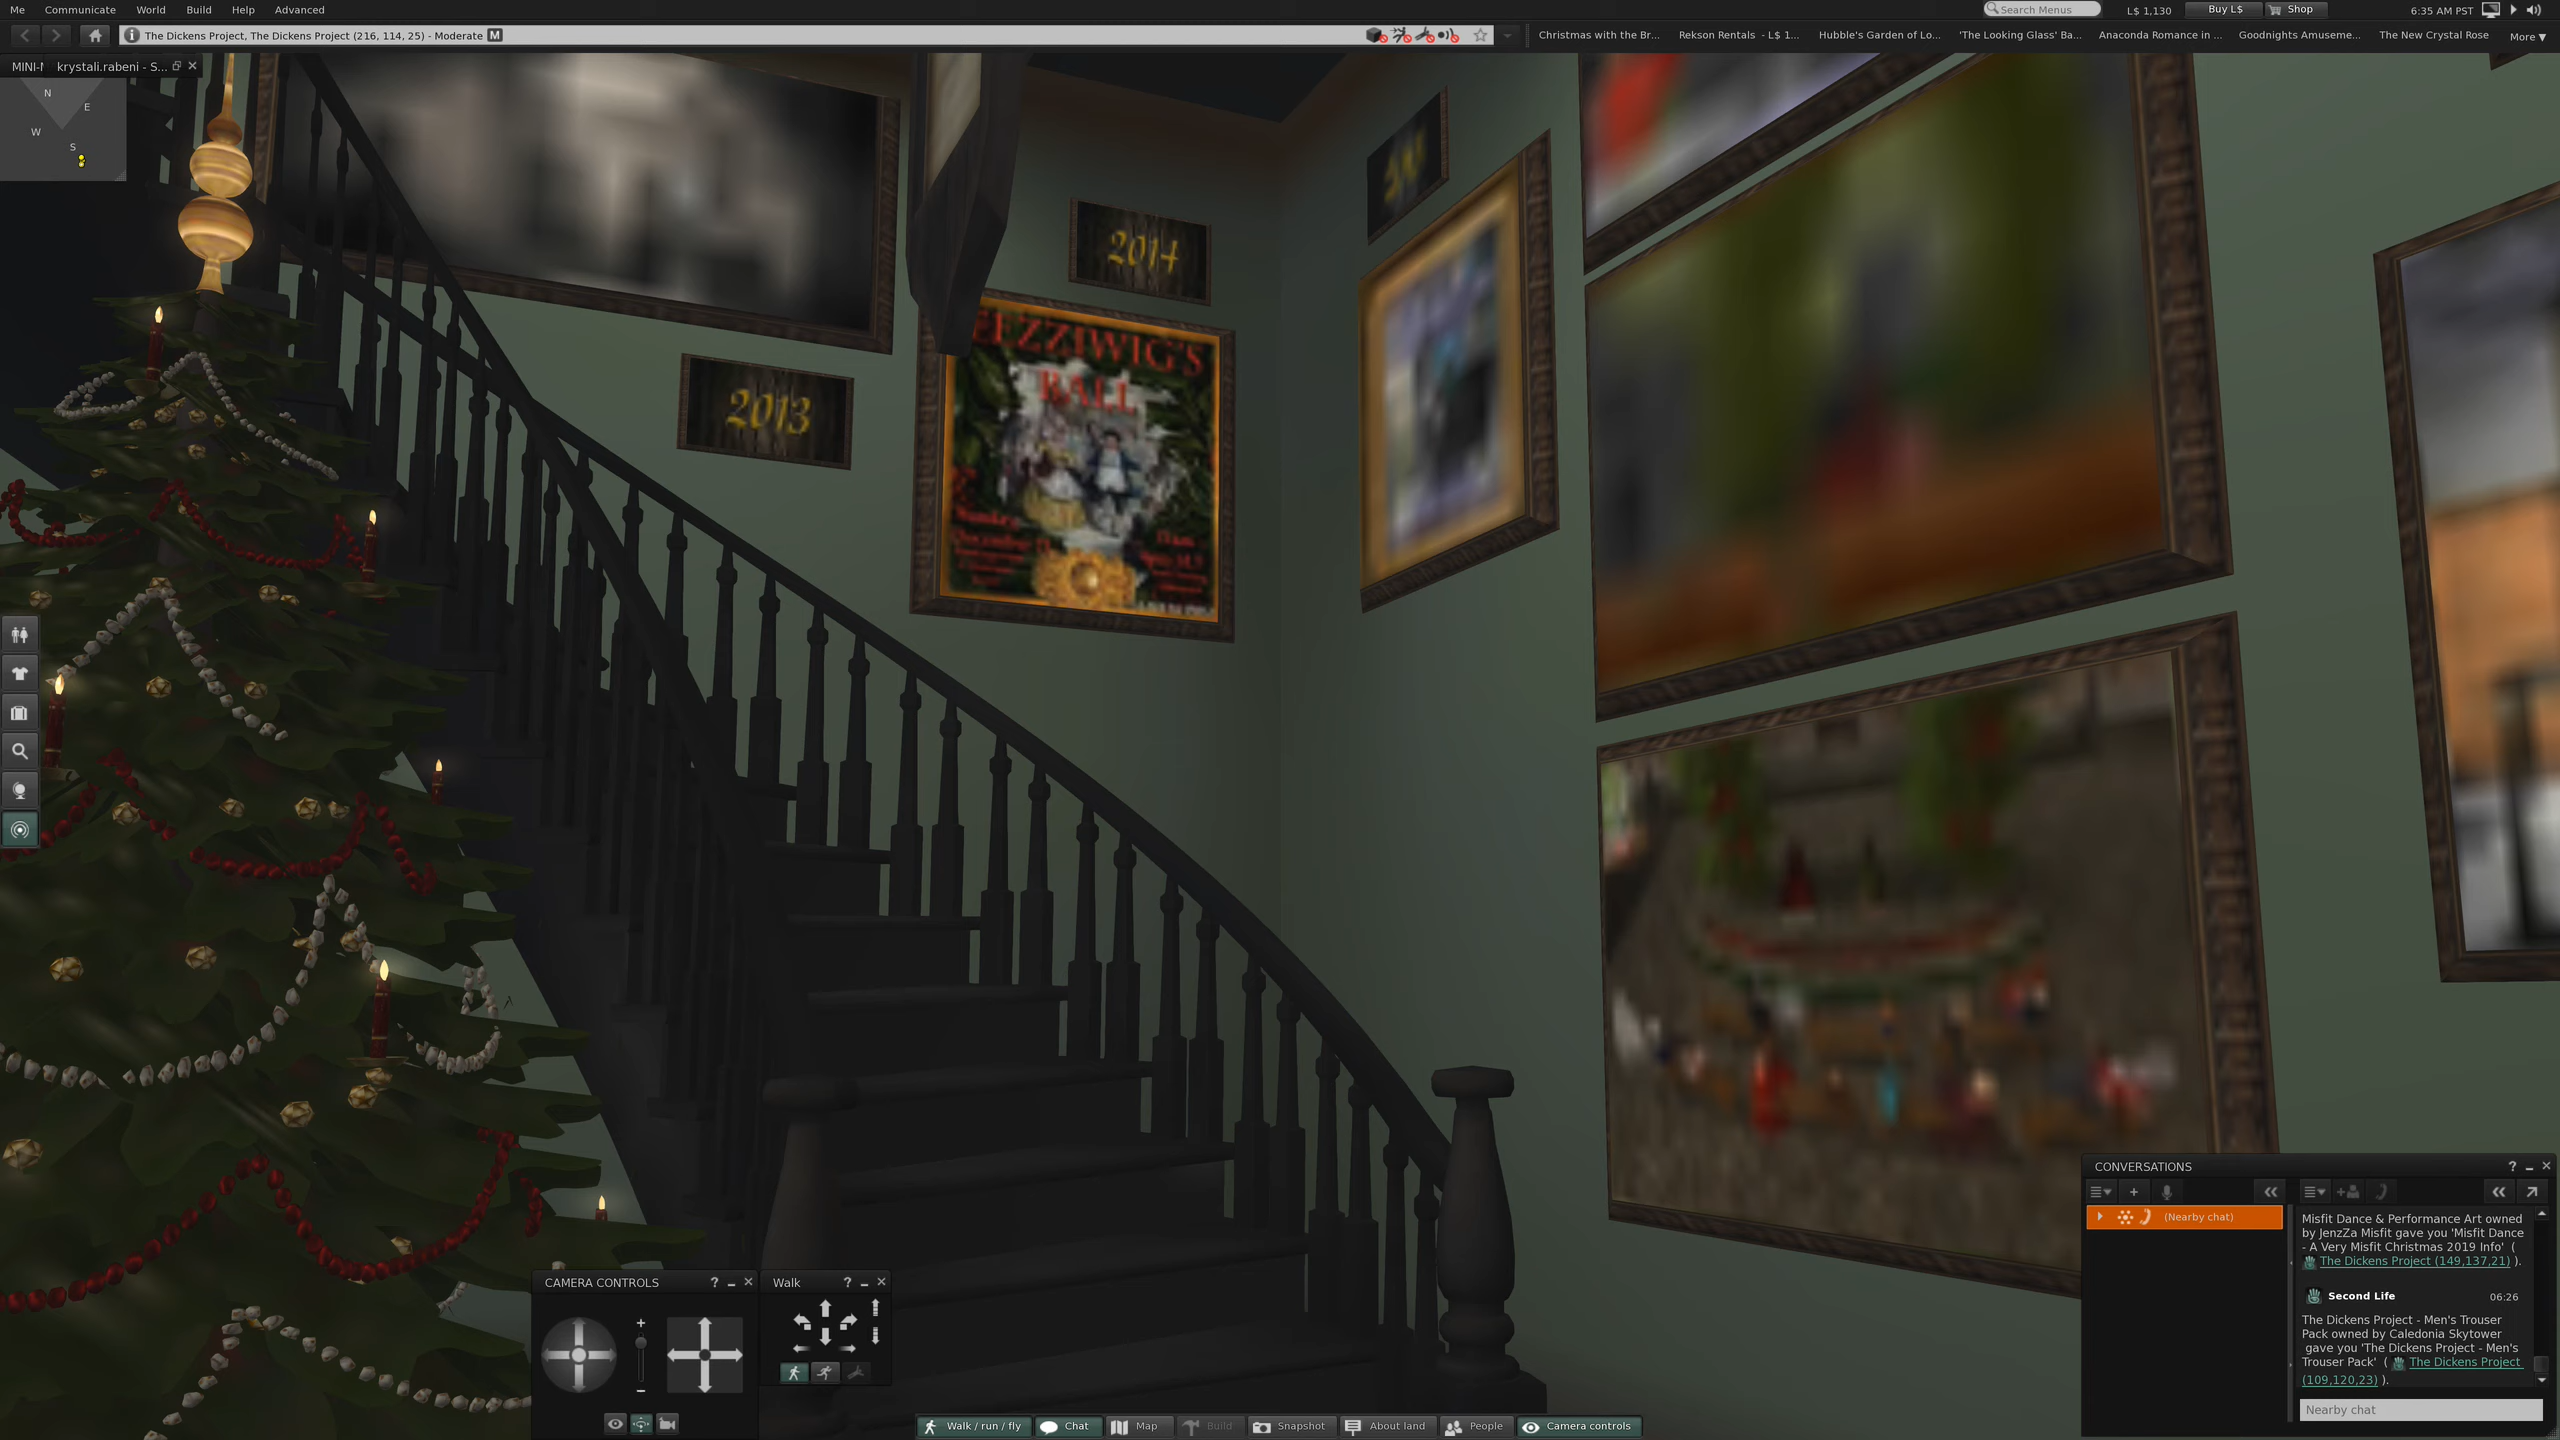 Me Communicate World Build Help Advanced
Search Menus L$ 1,130 Buy L$ Shop 6:35 AM PST
The Dickens Project, The Dickens Project (216, 114, 25) - Moderate M
Christmas with the Br... Rekson Rentals - L$ 1... Hubble's Garden of Lo... 'The Looking Glass' Ba... Anaconda Romance in ... Goodnights Amuseme... The New Crystal Rose More
krystali.rabeni - S...
N
E
W
S
2014
2013
EZZIWIG'S
BALL
CONVERSATIONS
(Nearby chat)
Misfit Dance & Performance Art owned
by JenzZa Misfit gave you 'Misfit Dance
- A Very Misfit Christmas 2019 Info' (
The Dickens Project (149,137,21) ).
Second Life 06:26
The Dickens Project - Men's Trouser
Pack owned by Caledonia Skytower
gave you 'The Dickens Project - Men's
Trouser Pack' ( The Dickens Project
(109,120,23) ).
Nearby chat
CAMERA CONTROLS ?
Walk ?
Walk / run / fly Chat Map Build Snapshot About land People Camera controls